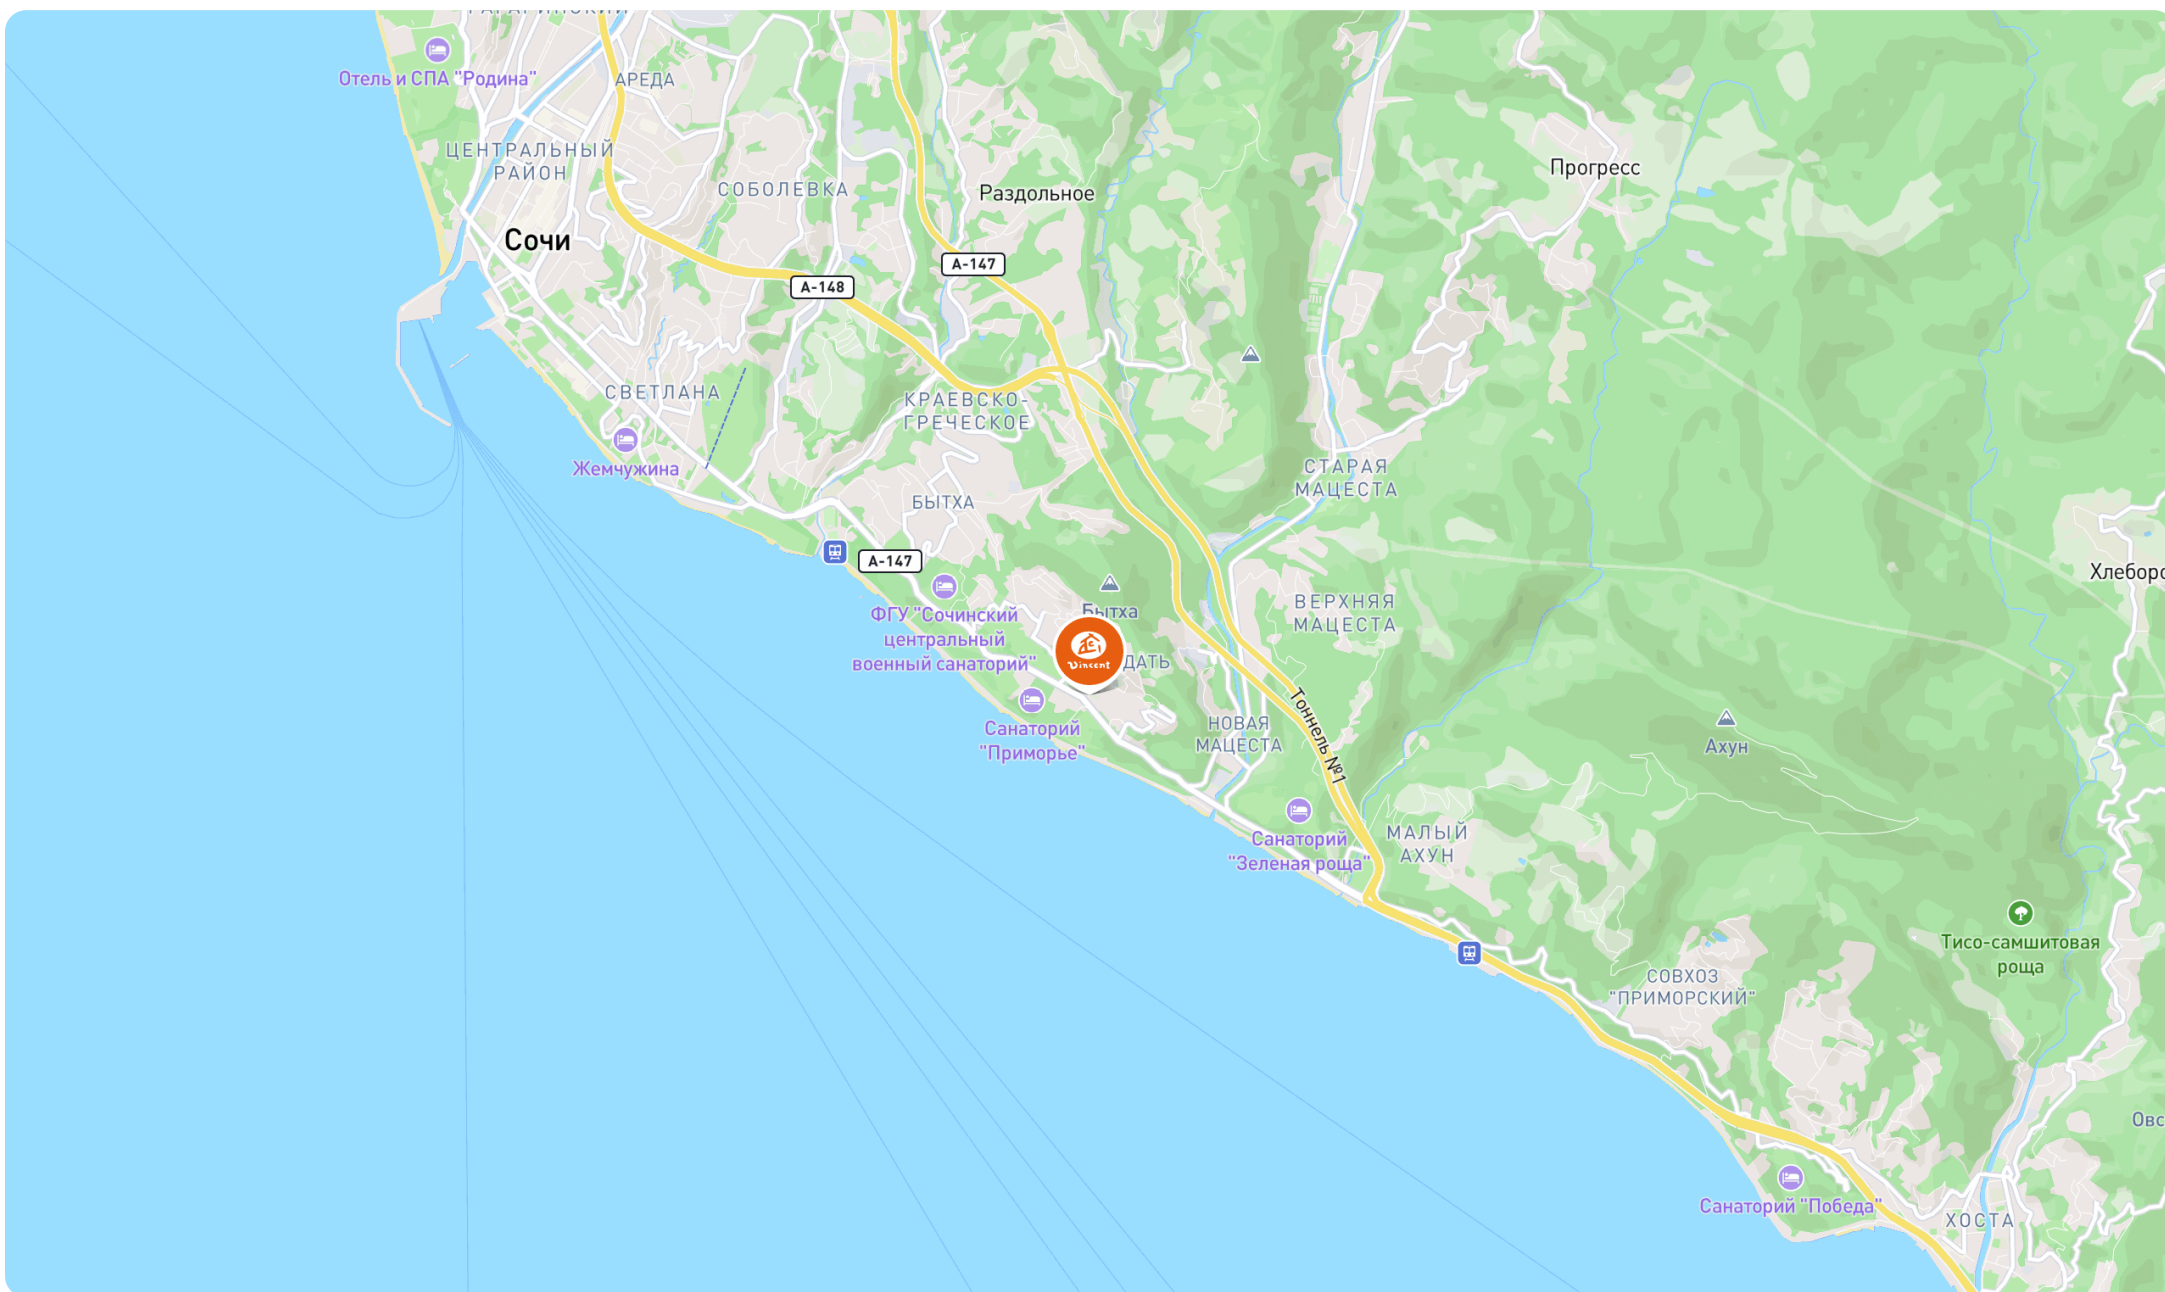 ГАГАРИНСКИЙ
Отель и СПА "Родина"
АРЕДА
ЦЕНТРАЛЬНЫЙ
РАЙОН
СОБОЛЕВКА
Раздольное
Прогресс
Сочи
А-147
А-148
СВЕТЛАНА
КРАЕВСКО-
ГРЕЧЕСКОЕ
Жемчужина
СТАРАЯ
МАЦЕСТА
БЫТХА
А-147
ФГУ "Сочинский
центральный
военный санаторий"
Бытха
Vincent
ДАТЬ
ВЕРХНЯЯ
МАЦЕСТА
Хлеборо
Санаторий
"Приморье"
НОВАЯ
МАЦЕСТА
Тоннель №1
Ахун
Санаторий
"Зеленая роща"
МАЛЫЙ
АХУН
Тисо-самшитовая
роща
СОВХОЗ
"ПРИМОРСКИЙ"
Овс
Санаторий "Победа"
ХОСТА